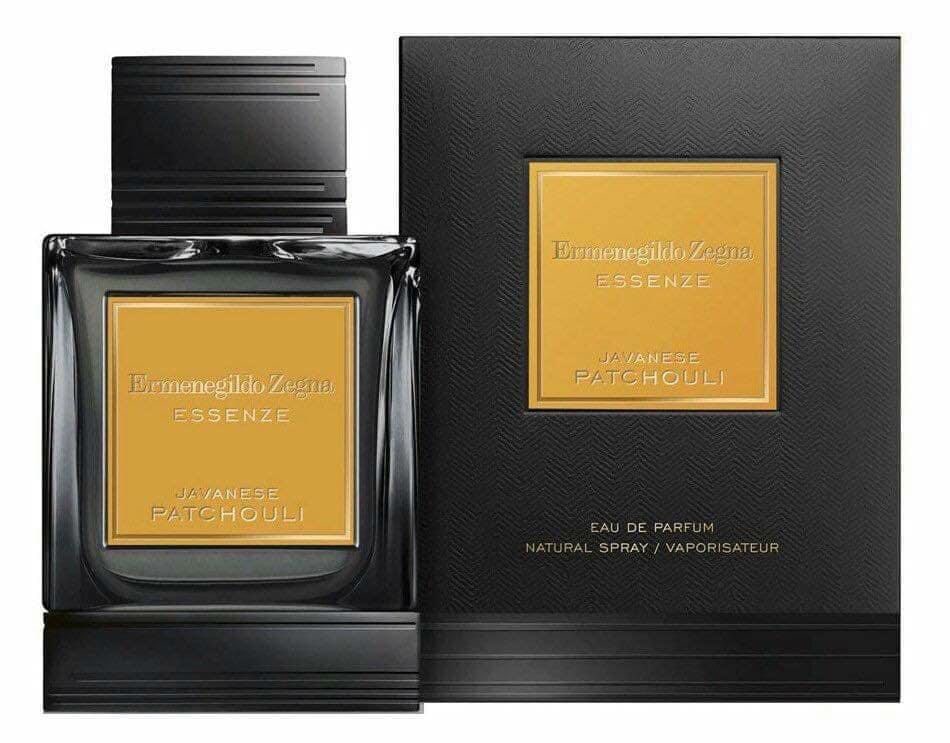 Ermenegildo Zegna
ESSENZE
JAVANESE
PATCHOULI
Ermenegildo Zegna
ESSENZE
JAVANESE
PATCHOULI
EAU DE PARFUM
NATURAL SPRAY / VAPORISATEUR